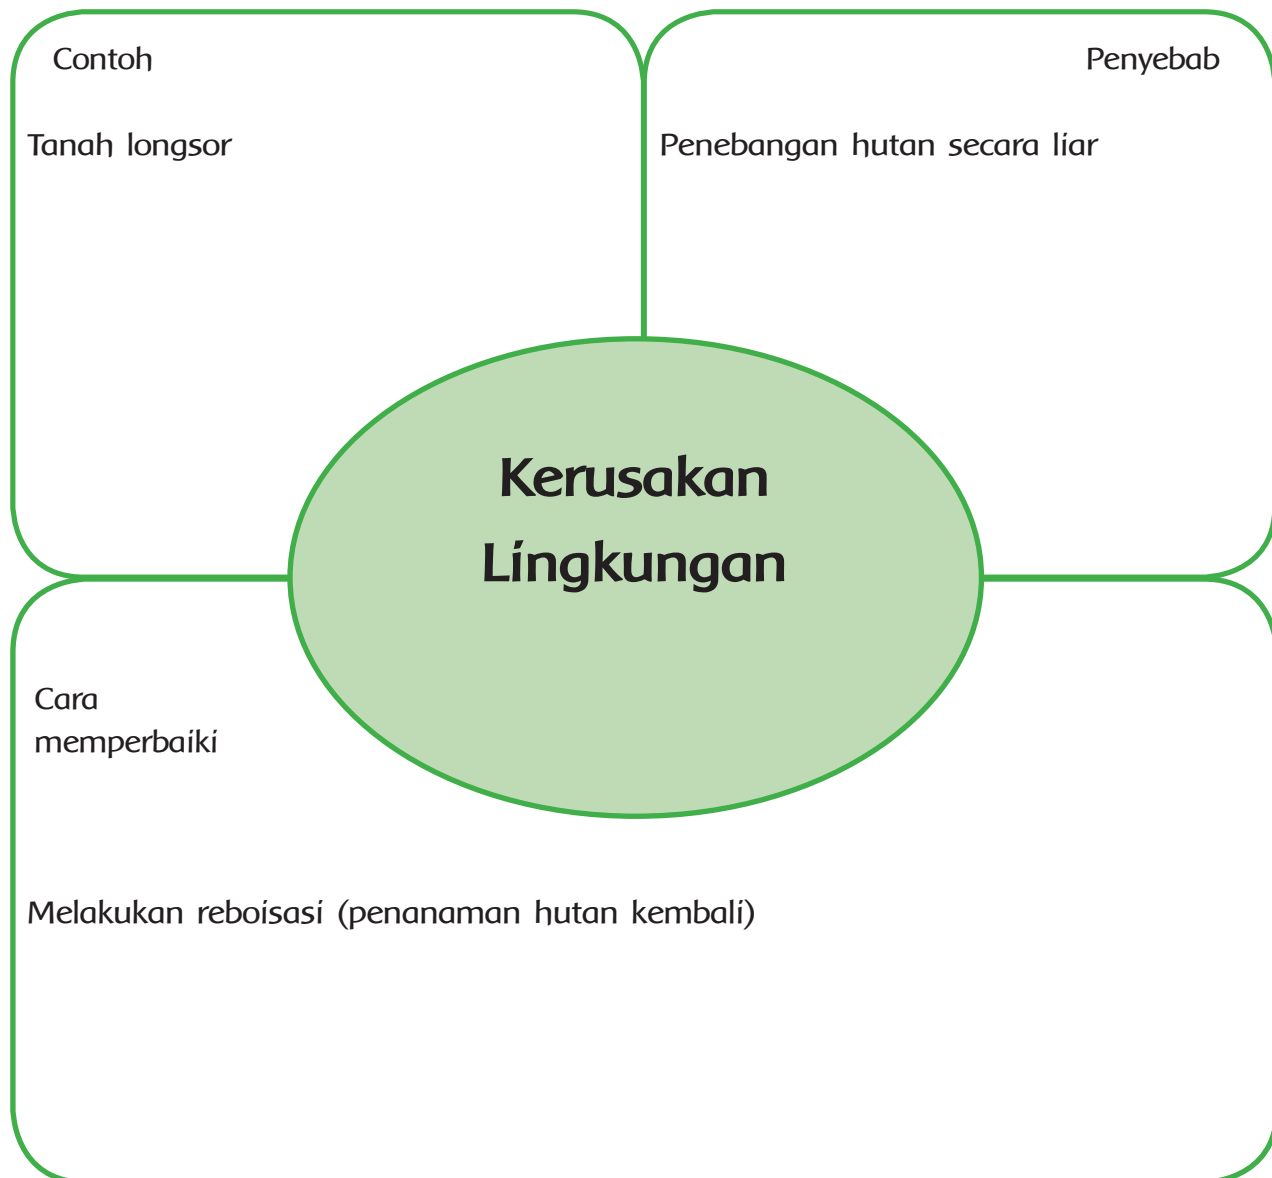 Contoh
Penyebab
Tanah longsor
Penebangan hutan secara liar
Kerusakan
Lingkungan
Cara
memperbaiki
Melakukan reboisasi (penanaman hutan kembali)